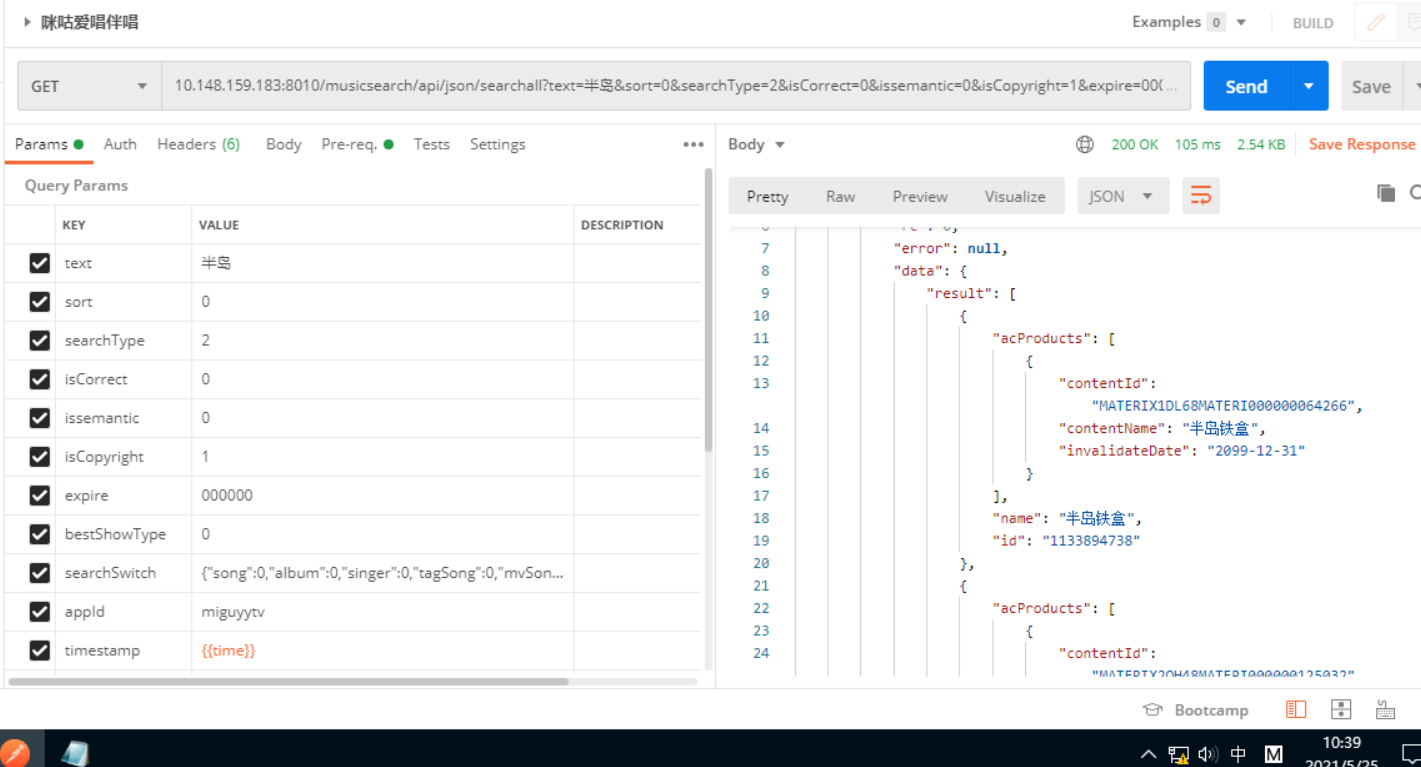 咪咕爱唱伴唱
Examples 0 BUILD
GET 10.148.159.183:8010/musicsearch/api/json/searchall?text=半岛&sort=0&searchType=2&isCorrect=0&issemantic=0&isCopyright=1&expire=00(... Send Save
Params Auth Headers (6) Body Pre-req. Tests Settings ••• Body 200 OK 105 ms 2.54 KB Save Response
Query Params
Pretty Raw Preview Visualize JSON
KEY VALUE DESCRIPTION
text 半岛
sort 0
searchType 2
isCorrect 0
issemantic 0
isCopyright 1
expire 000000
bestShowType 0
searchSwitch {"song":0,"album":0,"singer":0,"tagSong":0,"mvSon...
appId miguyytv
timestamp {{time}}
7 "error": null,
8 "data": {
9 "result": [
10 {
11 "acProducts": [
12 {
13 "contentId":
"MATERIX1DL68MATERI000000064266",
14 "contentName": "半岛铁盒",
15 "invalidateDate": "2099-12-31"
16 }
17 ],
18 "name": "半岛铁盒",
19 "id": "1133894738"
20 },
21 {
22 "acProducts": [
23 {
24 "contentId":
"MATERIX2OH48MATERI000000125032"
Bootcamp
中 M 10:39
2021/5/25